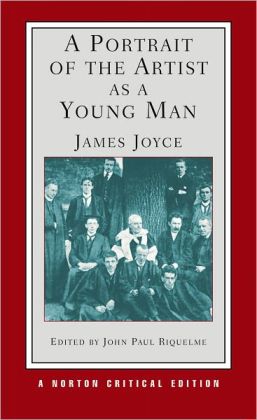 A PORTRAIT
OF THE ARTIST
AS A
YOUNG MAN
JAMES JOYCE
EDITED BY JOHN PAUL RIQUELME
A NORTON CRITICAL EDITION